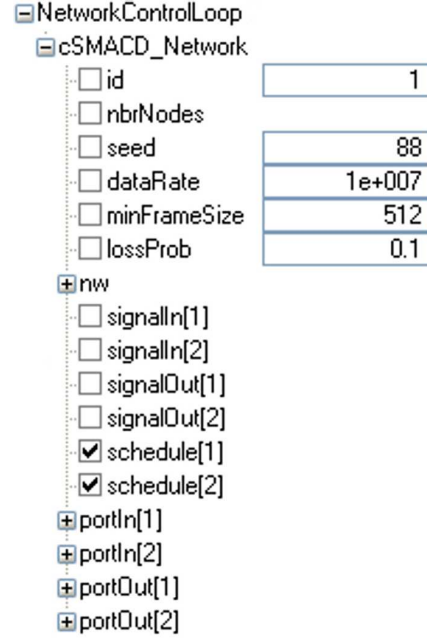 NetworkControlLoop
cSMACD_Network
id 1
nbrNodes
seed 88
dataRate 1e+007
minFrameSize 512
lossProb 0.1
nw
signalIn[1]
signalIn[2]
signalOut[1]
signalOut[2]
schedule[1]
schedule[2]
portIn[1]
portIn[2]
portOut[1]
portOut[2]